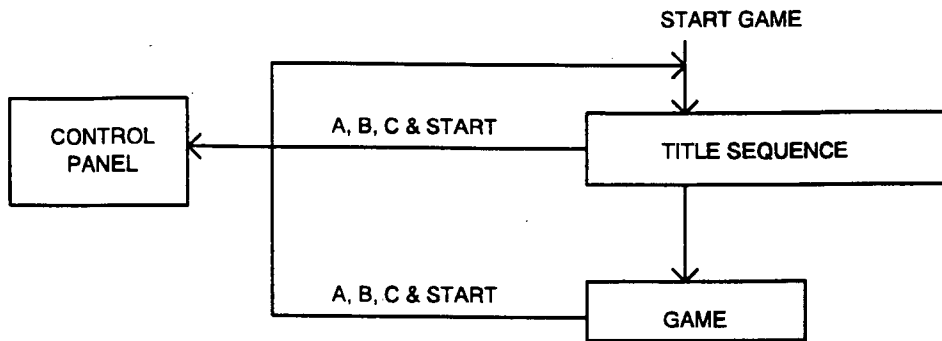 START GAME
A, B, C & START
CONTROL
PANEL
TITLE SEQUENCE
A, B, C & START
GAME